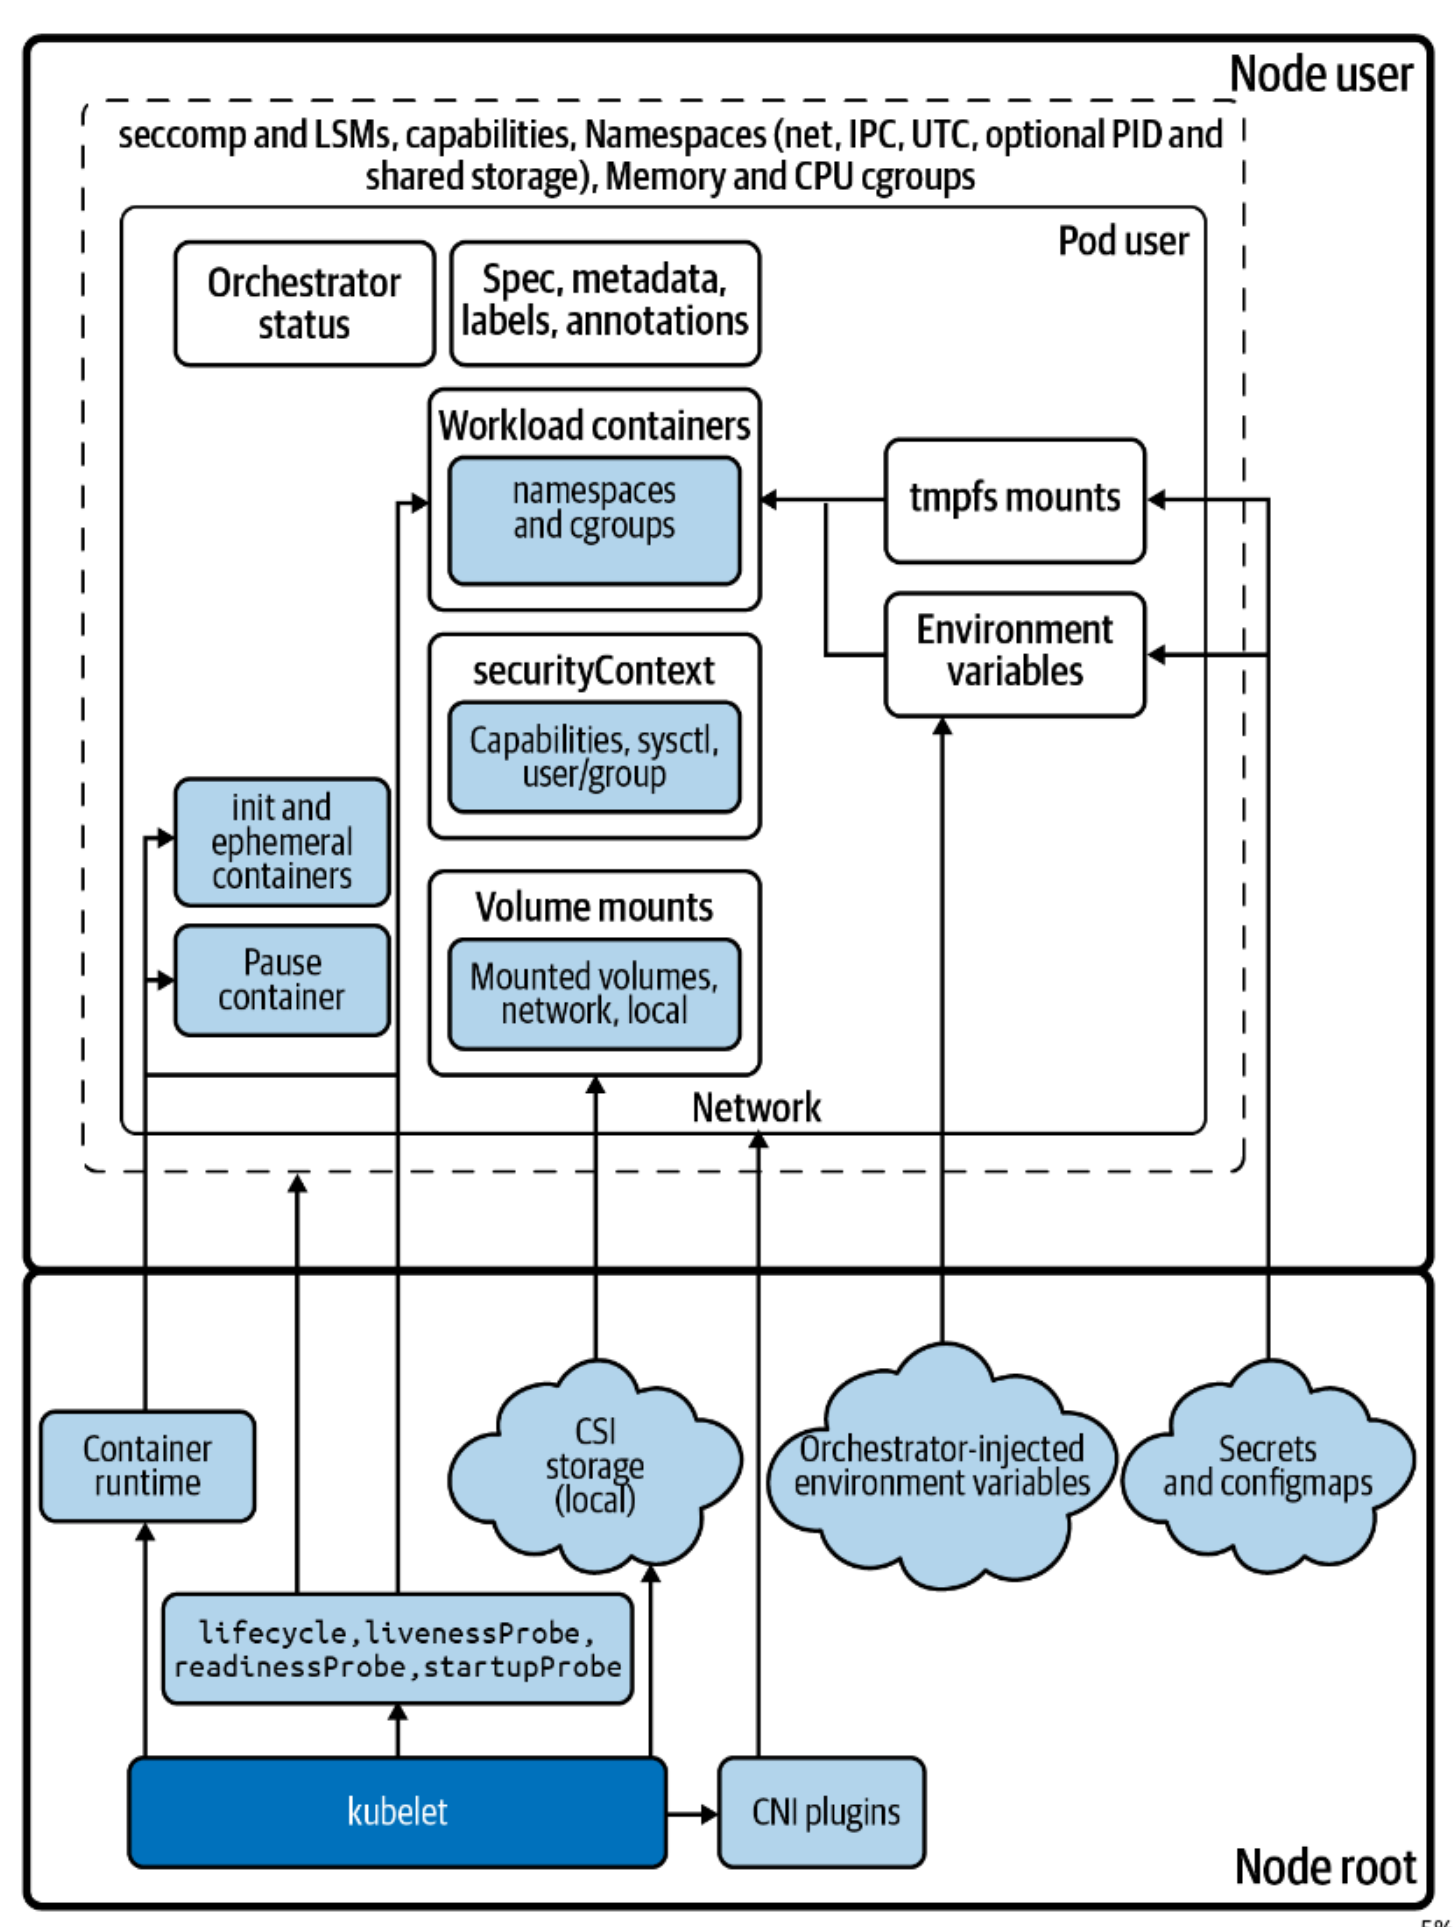 Node user
seccomp and LSMs, capabilities, Namespaces (net, IPC, UTC, optional PID and
shared storage), Memory and CPU cgroups
Pod user
Orchestrator
status
Spec, metadata,
labels, annotations
Workload containers
namespaces
and cgroups
tmpfs mounts
Environment
variables
securityContext
Capabilities, sysctl,
user/group
init and
ephemeral
containers
Pause
container
Volume mounts
Mounted volumes,
network, local
Network
Container
runtime
CSI
storage
(local)
Orchestrator-injected
environment variables
Secrets
and configmaps
lifecycle,livenessProbe,
readinessProbe,startupProbe
kubelet
CNI plugins
Node root